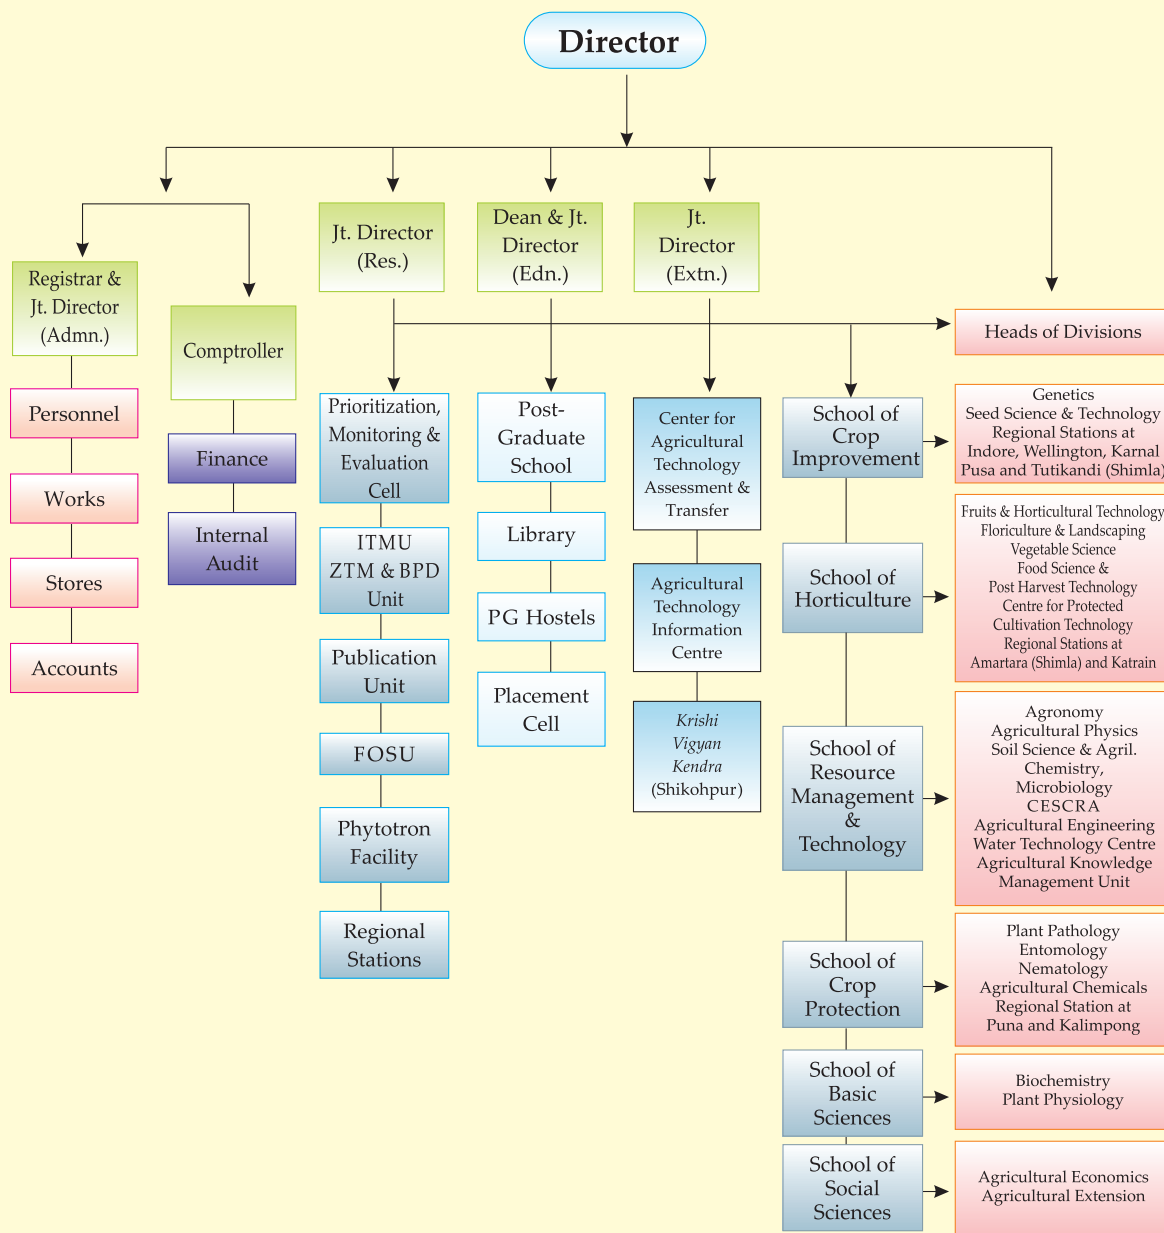 Director
Jt. Director
(Res.)
Dean & Jt.
Director
(Edn.)
Jt.
Director
(Extn.)
Registrar &
Jt. Director
(Admn.)
Comptroller
Heads of Divisions
Personnel
Works
Stores
Accounts
Finance
Internal
Audit
Prioritization,
Monitoring &
Evaluation
Cell
ITMU
ZTM & BPD
Unit
Publication
Unit
FOSU
Phytotron
Facility
Regional
Stations
Post-
Graduate
School
Library
PG Hostels
Placement
Cell
Center for
Agricultural
Technology
Assessment &
Transfer
Agricultural
Technology
Information
Centre
Krishi
Vigyan
Kendra
(Shikohpur)
School of
Crop
Improvement
Genetics
Seed Science & Technology
Regional Stations at
Indore, Wellington, Karnal
Pusa and Tutikandi (Shimla)
School of
Horticulture
Fruits & Horticultural Technology
Floriculture & Landscaping
Vegetable Science
Food Science &
Post Harvest Technology
Centre for Protected
Cultivation Technology
Regional Stations at
Amartara (Shimla) and Katrain
School of
Resource
Management
&
Technology
Agronomy
Agricultural Physics
Soil Science & Agril.
Chemistry,
Microbiology
CESCRA
Agricultural Engineering
Water Technology Centre
Agricultural Knowledge
Management Unit
School of
Crop
Protection
Plant Pathology
Entomology
Nematology
Agricultural Chemicals
Regional Station at
Puna and Kalimpong
School of
Basic
Sciences
Biochemistry
Plant Physiology
School of
Social
Sciences
Agricultural Economics
Agricultural Extension